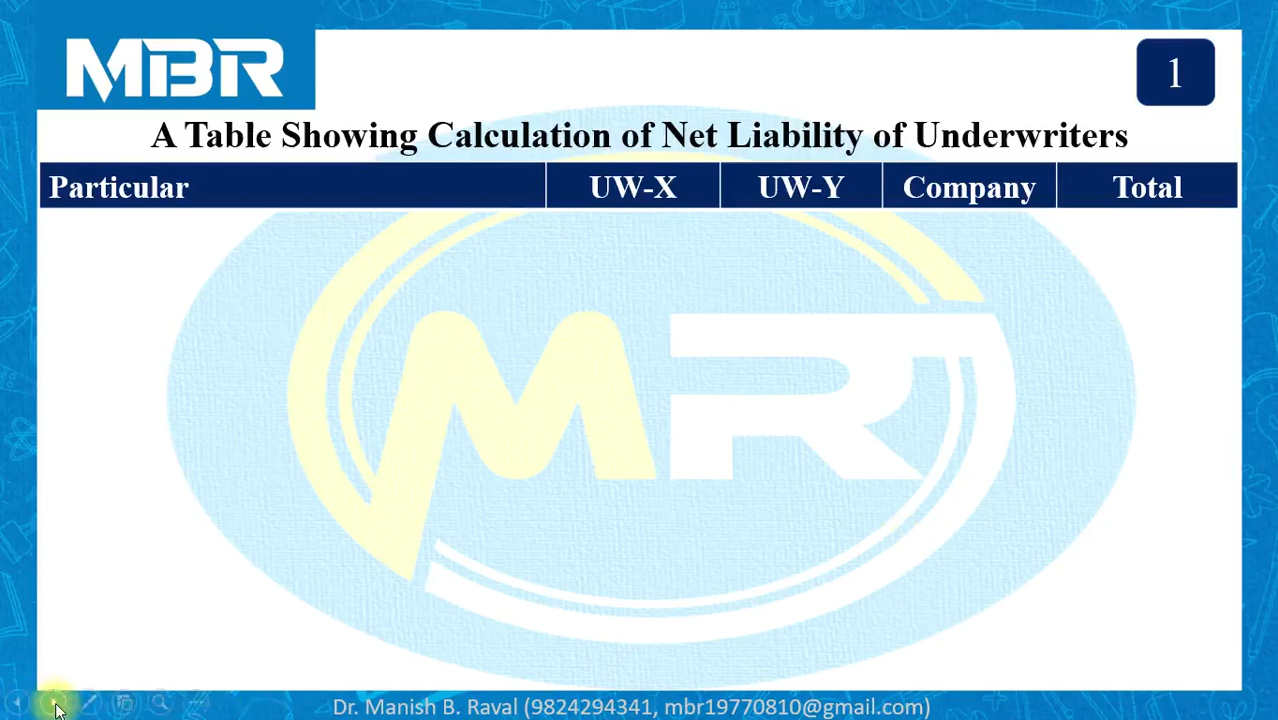 MBR
1
A Table Showing Calculation of Net Liability of Underwriters
Particular UW-X UW-Y Company Total
MR
Dr. Manish B. Raval (9824294341, mbr19770810@gmail.com)